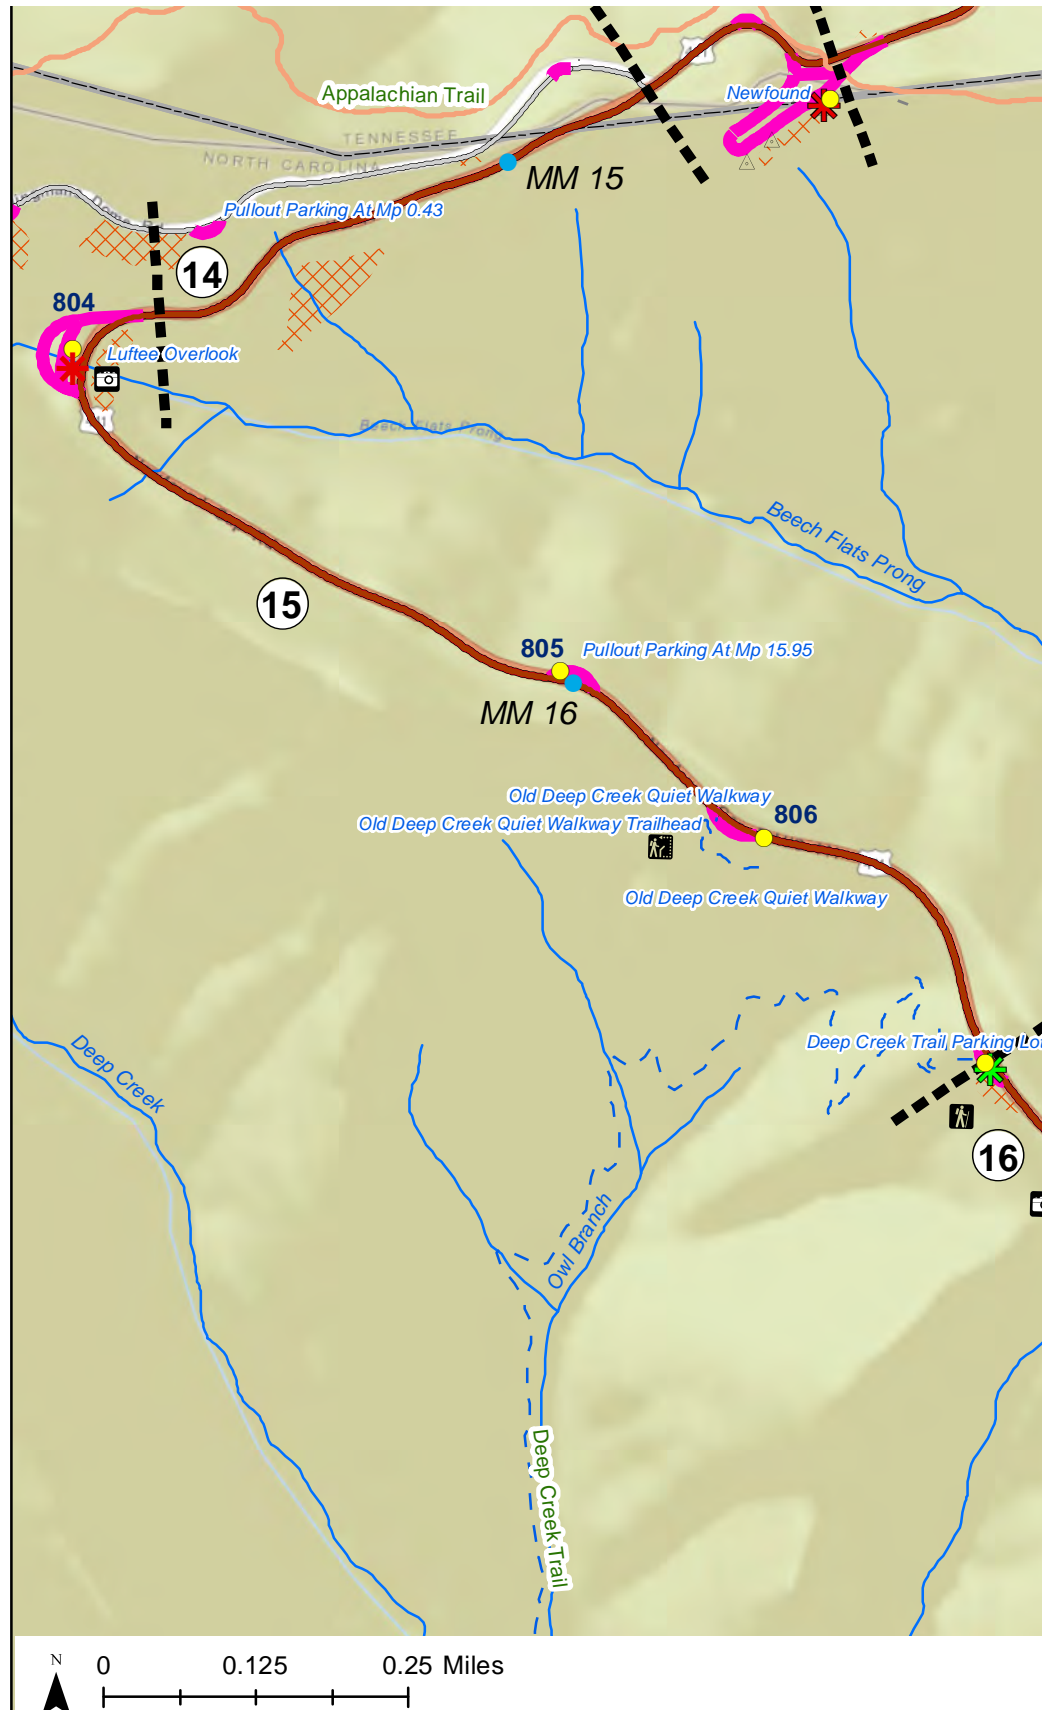 441
Appalachian Trail
Newfound
TENNESSEE
NORTH CAROLINA
MM 15
Pullout Parking At Mp 0.43
14
804
Luftee Overlook
441
Beech Flats Prong
Beech Flats Prong
15
805
Pullout Parking At Mp 15.95
MM 16
Old Deep Creek Quiet Walkway
806
Old Deep Creek Quiet Walkway Trailhead
Old Deep Creek Quiet Walkway
Deep Creek
Deep Creek Trail Parking Lot
16
Owl Branch
Deep Creek Trail
N
0 0.125 0.25 Miles